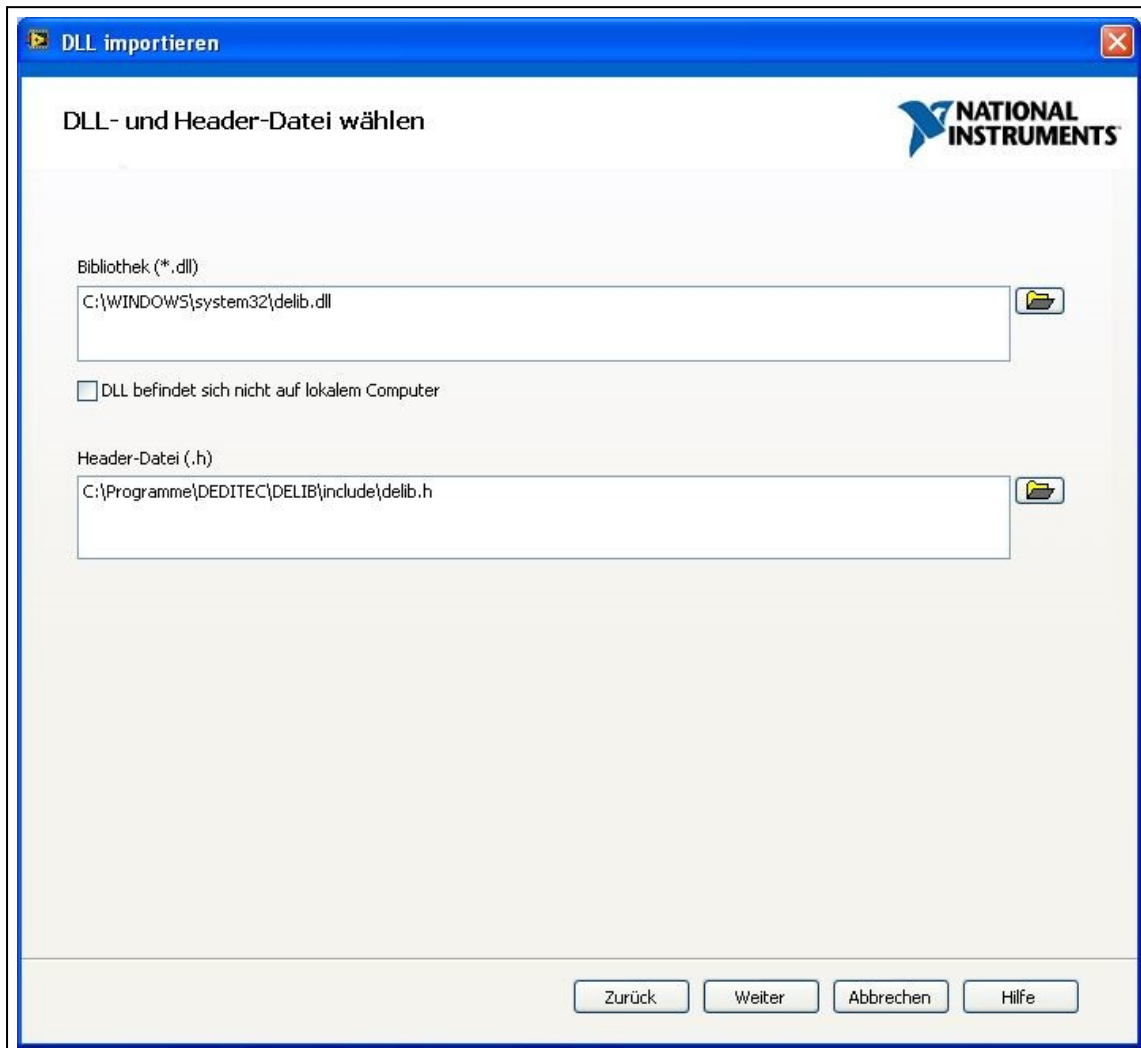 DLL importieren
DLL- und Header-Datei wählen
NATIONAL
INSTRUMENTS
Bibliothek (*.dll)
C:\WINDOWS\system32\delib.dll
DLL befindet sich nicht auf lokalem Computer
Header-Datei (.h)
C:\Programme\DEDITEC\DELIB\include\delib.h
Zurück Weiter Abbrechen Hilfe